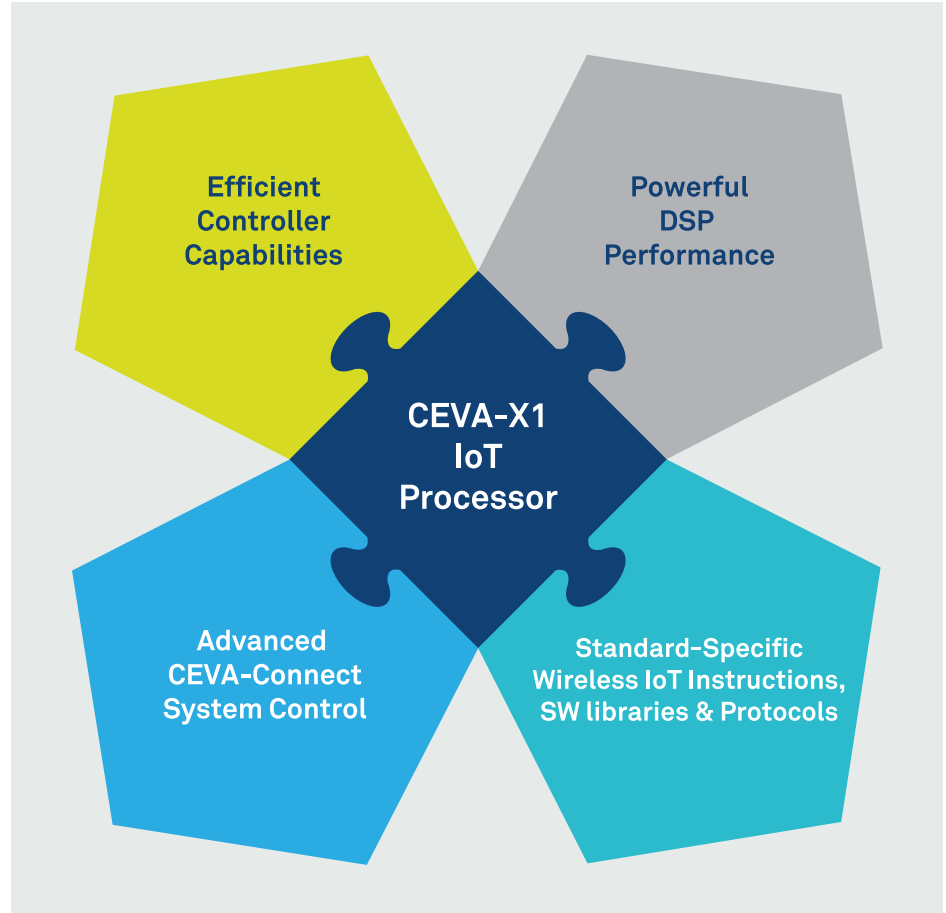 Efficient
Controller
Capabilities
Powerful
DSP
Performance
CEVA-X1
IoT
Processor
Advanced
CEVA-Connect
System Control
Standard-Specific
Wireless IoT Instructions,
SW libraries & Protocols